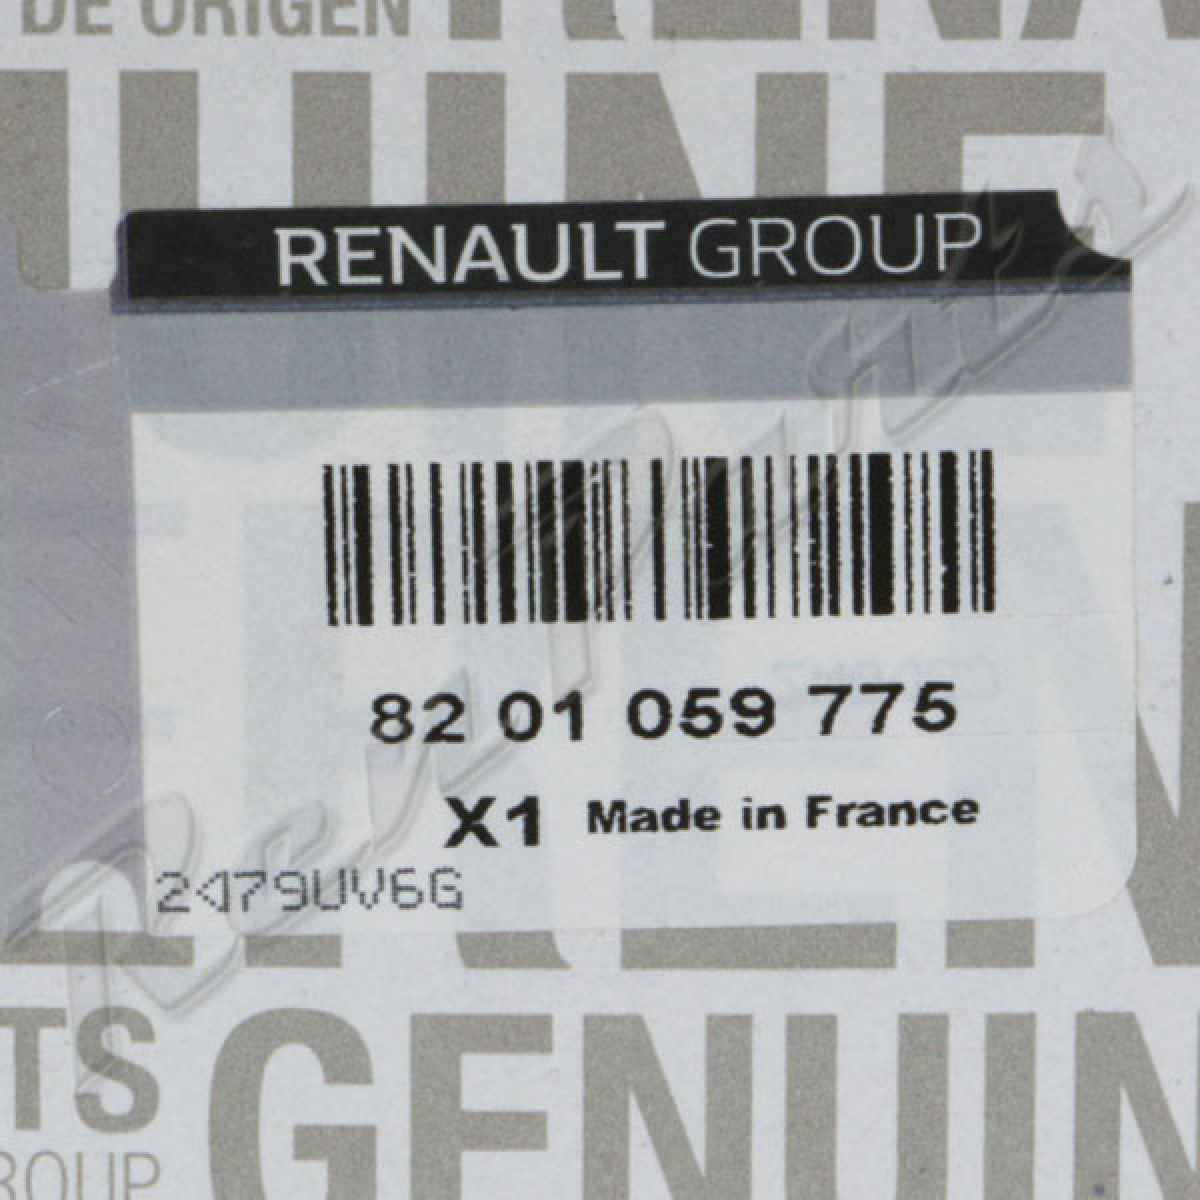 DE ORIGEN
RENAULT GROUP
82 01 059 775
X1 Made in France
2479UV6G
TS GENUIN
ROUP